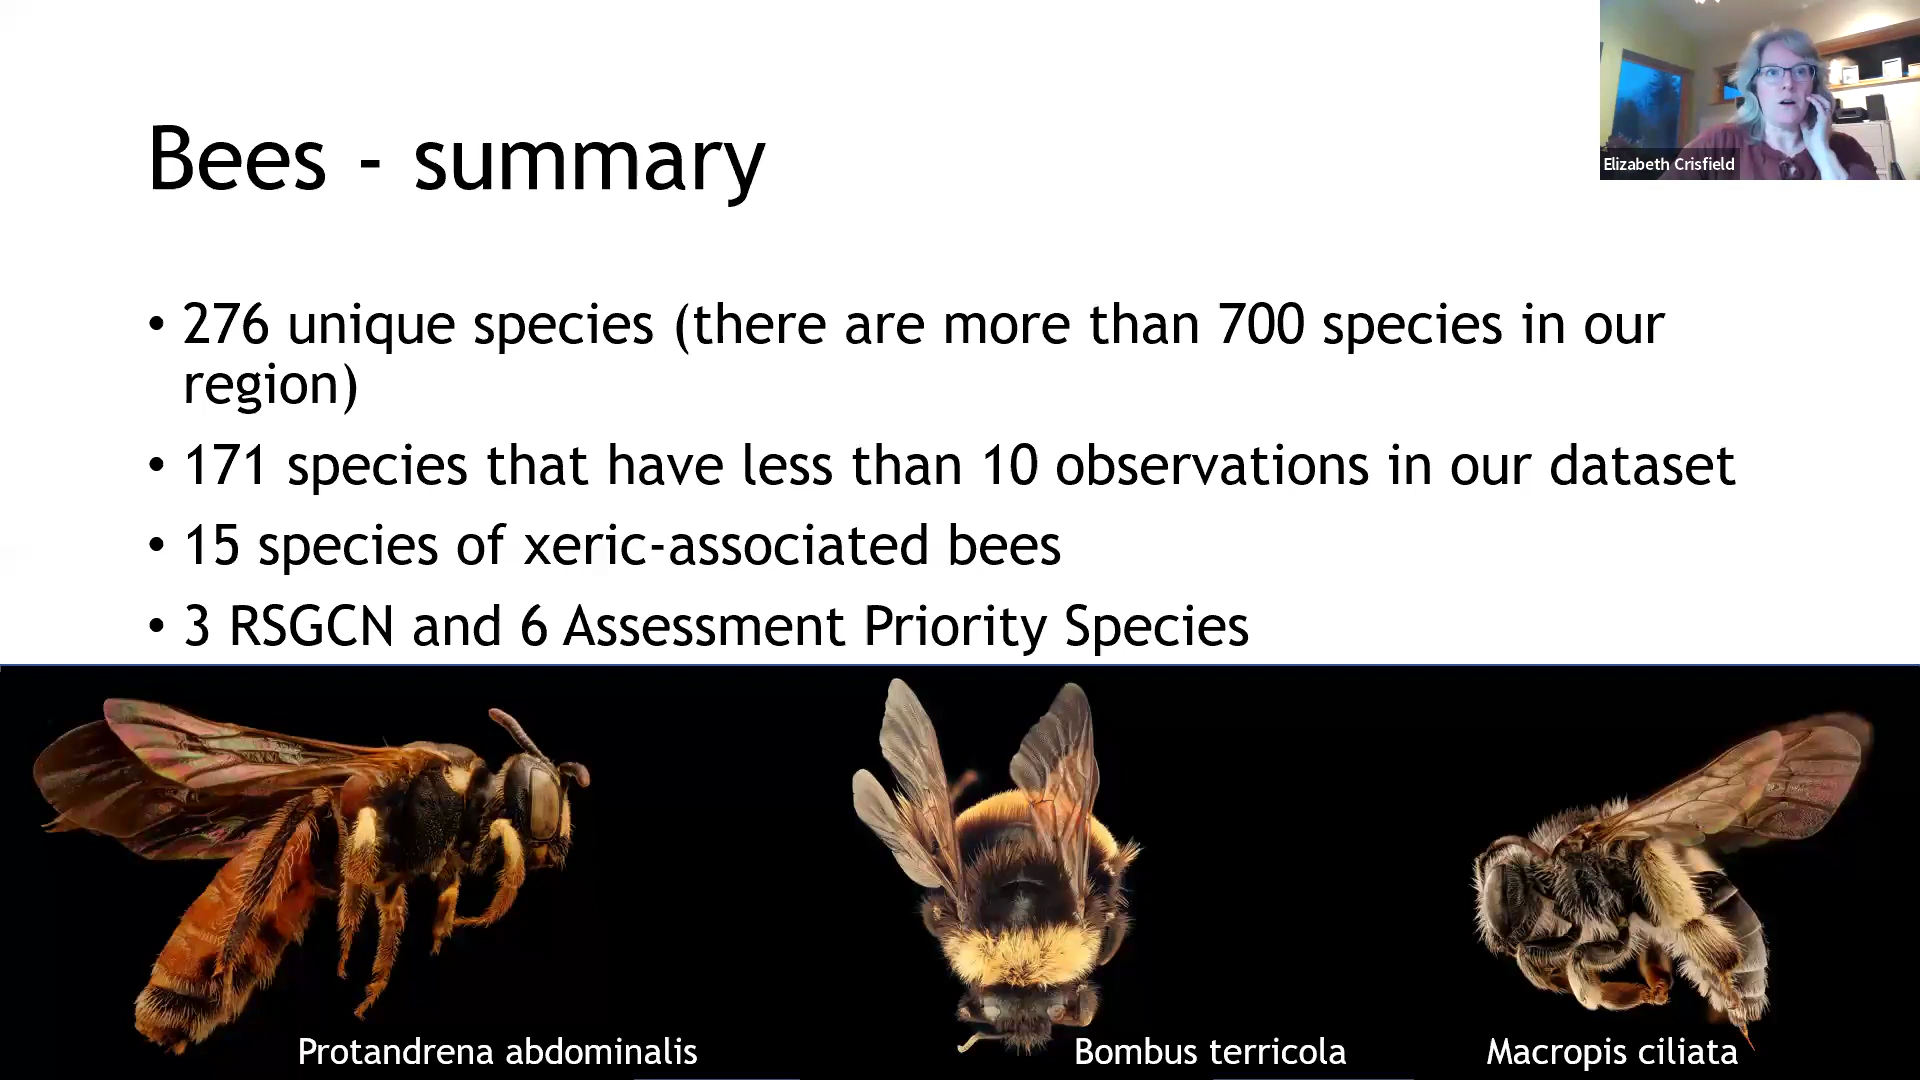 Elizabeth Crisfield
Bees - summary
• 276 unique species (there are more than 700 species in our
region)
• 171 species that have less than 10 observations in our dataset
• 15 species of xeric-associated bees
• 3 RSGCN and 6 Assessment Priority Species
Protandrena abdominalis
Bombus terricola
Macropis ciliata